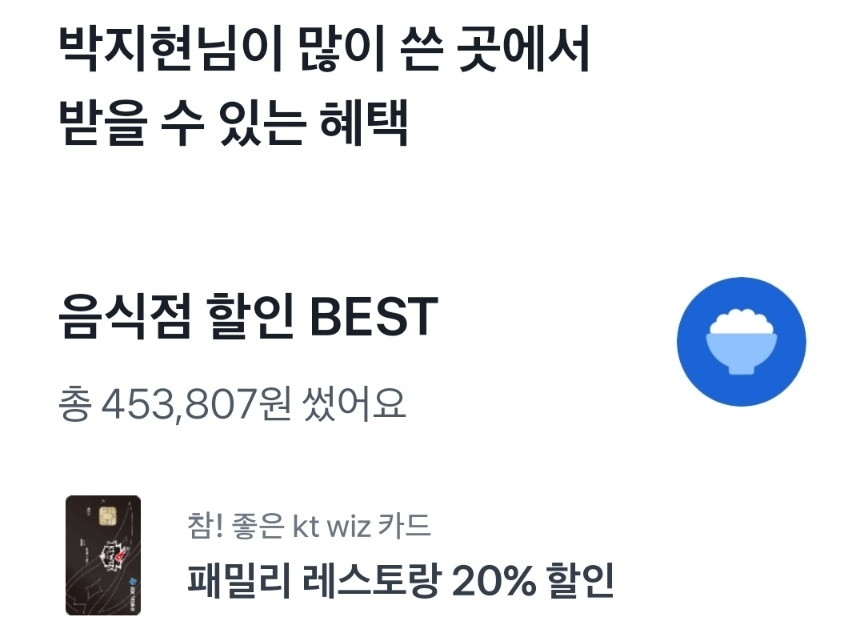 박지현님이 많이 쓴 곳에서
받을 수 있는 혜택
음식점 할인 BEST
총 453,807원 썼어요
참! 좋은 kt wiz 카드
패밀리 레스토랑 20% 할인